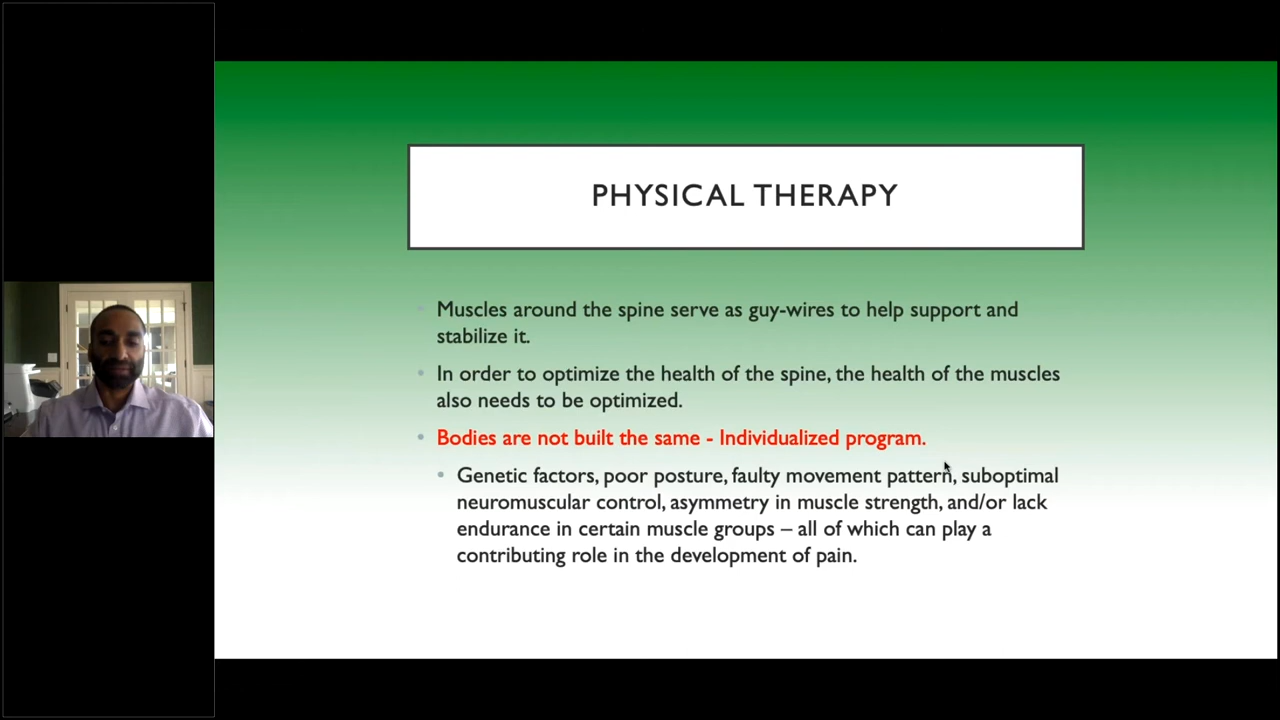 PHYSICAL THERAPY
Muscles around the spine serve as guy-wires to help support and
stabilize it.
In order to optimize the health of the spine, the health of the muscles
also needs to be optimized.
Bodies are not built the same - Individualized program.
Genetic factors, poor posture, faulty movement pattern, suboptimal
neuromuscular control, asymmetry in muscle strength, and/or lack
endurance in certain muscle groups – all of which can play a
contributing role in the development of pain.